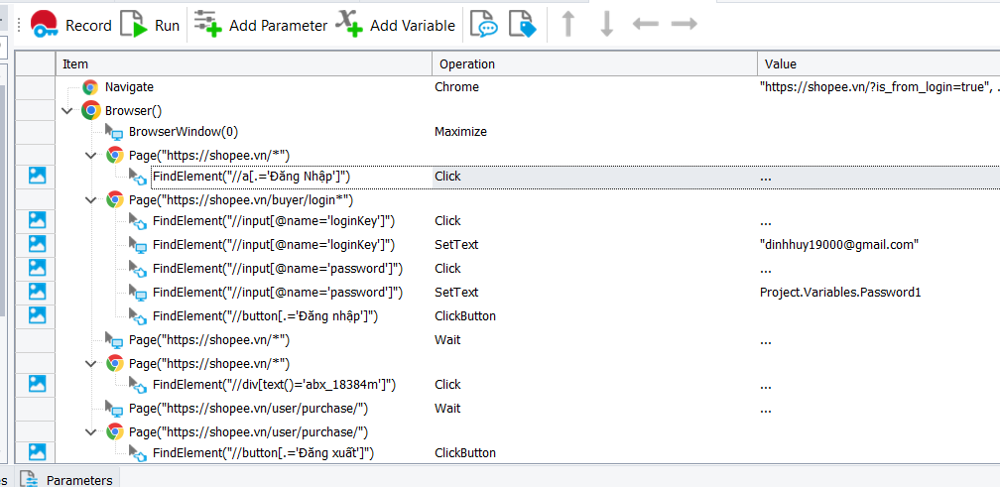 Record Run Add Parameter Add Variable
Item Operation Value
Navigate Chrome "https://shopee.vn/?is_from_login=true", .
Browser()
BrowserWindow(0) Maximize
Page("https://shopee.vn/*")
FindElement("//a[.='Đăng Nhập']") Click ...
Page("https://shopee.vn/buyer/login*")
FindElement("//input[@name='loginKey']") Click ...
FindElement("//input[@name='loginKey']") SetText "dinhhuy19000@gmail.com"
FindElement("//input[@name='password']") Click ...
FindElement("//input[@name='password']") SetText Project.Variables.Password1
FindElement("//button[.='Đăng nhập']") ClickButton
Page("https://shopee.vn/*") Wait ...
Page("https://shopee.vn/*")
FindElement("//div[text()='abx_18384m']") Click ...
Page("https://shopee.vn/user/purchase/") Wait ...
Page("https://shopee.vn/user/purchase/")
FindElement("//button[.='Đăng xuất']") ClickButton
es Parameters